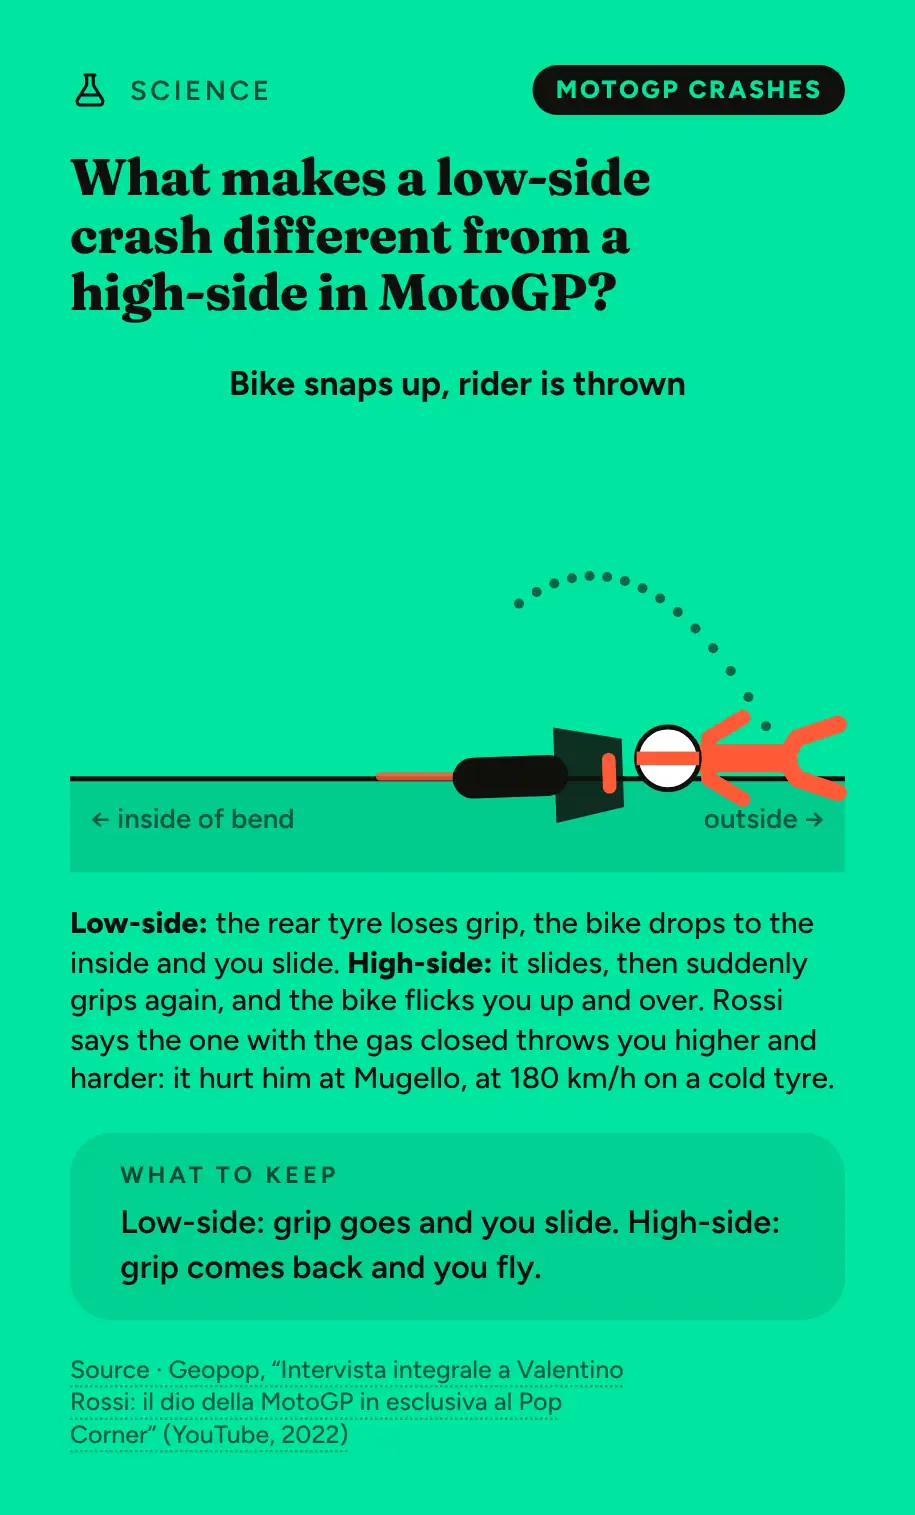 SCIENCE
MOTOGP CRASHES
What makes a low-side
crash different from a
high-side in MotoGP?
Bike snaps up, rider is thrown
← inside of bend
outside →
Low-side: the rear tyre loses grip, the bike drops to the
inside and you slide. High-side: it slides, then suddenly
grips again, and the bike flicks you up and over. Rossi
says the one with the gas closed throws you higher and
harder: it hurt him at Mugello, at 180 km/h on a cold tyre.
WHAT TO KEEP
Low-side: grip goes and you slide. High-side:
grip comes back and you fly.
Source · Geopop, “Intervista integrale a Valentino
Rossi: il dio della MotoGP in esclusiva al Pop
Corner” (YouTube, 2022)